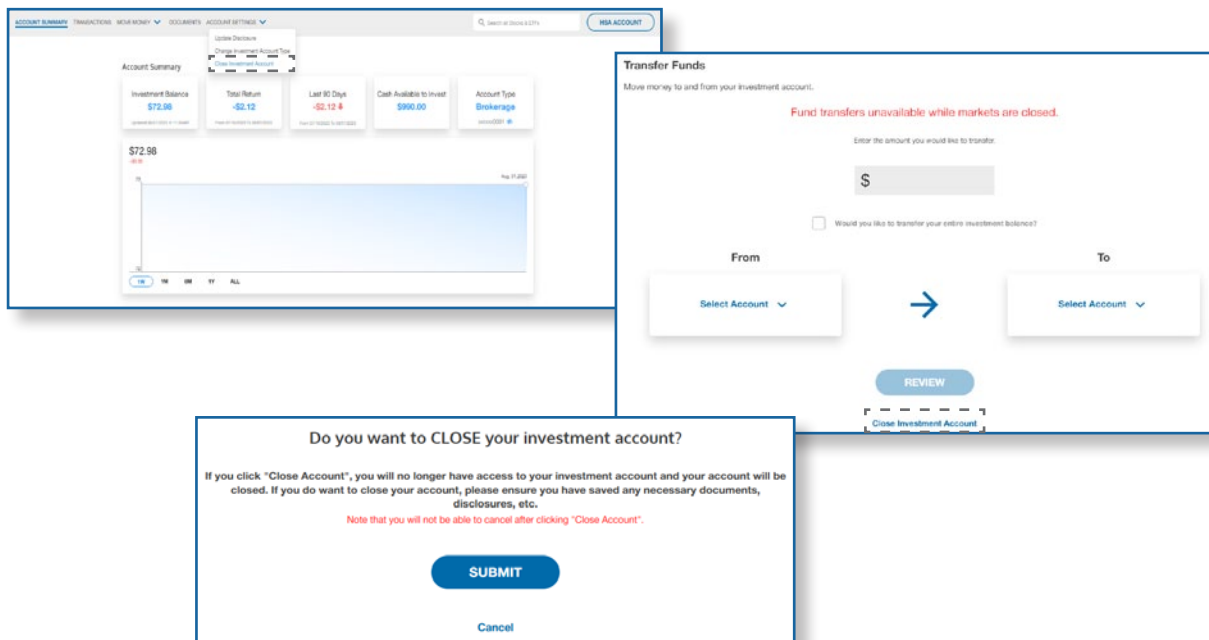 ACCOUNT SUMMARY TRANSACTIONS MOVE MONEY DOCUMENTS ACCOUNT SETTINGS
Search all Stocks & ETFs
HSA ACCOUNT
Update Disclosure
Change Investment Account Type
Close Investment Account
Account Summary
Investment Balance
$72.98
Total Return
-$2.12
Last 90 Days
-$2.12
Cash Available to Invest
$990.00
Account Type
Brokerage
$72.98
1M
YTD
1Y
ALL
Transfer Funds
Move money to and from your investment account.
Fund transfers unavailable while markets are closed.
Enter the amount you would like to transfer.
$
Would you like to transfer your entire investment balance?
From
To
Select Account
Select Account
REVIEW
Close Investment Account
Do you want to CLOSE your investment account?
If you click "Close Account", you will no longer have access to your investment account and your account will be
closed. If you do want to close your account, please ensure you have saved any necessary documents,
disclosures, etc.
Note that you will not be able to cancel after clicking "Close Account".
SUBMIT
Cancel